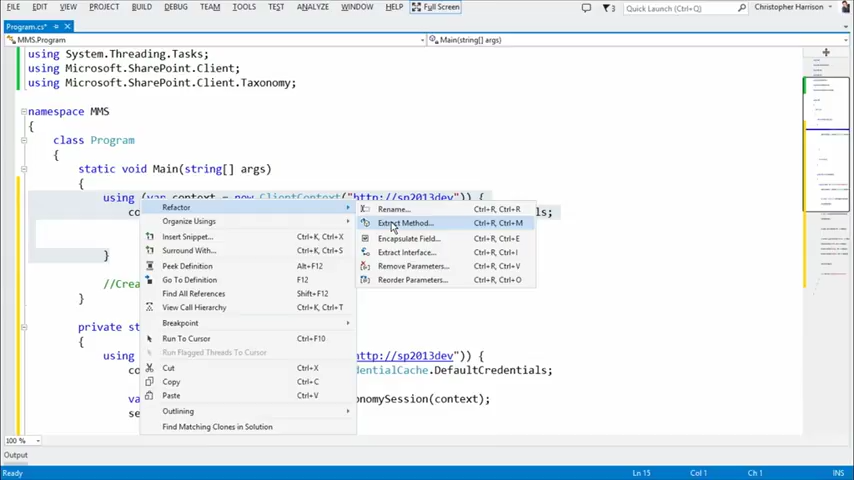 FILE EDIT VIEW PROJECT BUILD DEBUG TEAM TOOLS TEST ANALYZE WINDOW HELP Full Screen 3 Quick Launch (Ctrl+Q) Christopher Harrison
Program.cs*
MMS.Program Main(string[] args)
using System.Threading.Tasks;
using Microsoft.SharePoint.Client;
using Microsoft.SharePoint.Client.Taxonomy;
namespace MMS
{
class Program
{
static void Main(string[] args)
{
using (var context = new ClientContext("http://sp2013dev")) {
co ls;
}
//Crea
}
private st
{
using http://sp2013dev")) {
co edentialCache.DefaultCredentials;
va onomySession(context);
se
Refactor
Organize Usings
Insert Snippet... Ctrl+K, Ctrl+X
Surround With... Ctrl+K, Ctrl+S
Peek Definition Alt+F12
Go To Definition F12
Find All References Shift+F12
View Call Hierarchy Ctrl+K, Ctrl+T
Breakpoint
Run To Cursor Ctrl+F10
Run Flagged Threads To Cursor
Cut Ctrl+X
Copy Ctrl+C
Paste Ctrl+V
Outlining
Find Matching Clones in Solution
Rename... Ctrl+R, Ctrl+R
Extract Method... Ctrl+R, Ctrl+M
Encapsulate Field... Ctrl+R, Ctrl+E
Extract Interface... Ctrl+R, Ctrl+I
Remove Parameters... Ctrl+R, Ctrl+V
Reorder Parameters... Ctrl+R, Ctrl+O
100 %
Output
Ready Ln 15 Col 1 Ch 1 INS